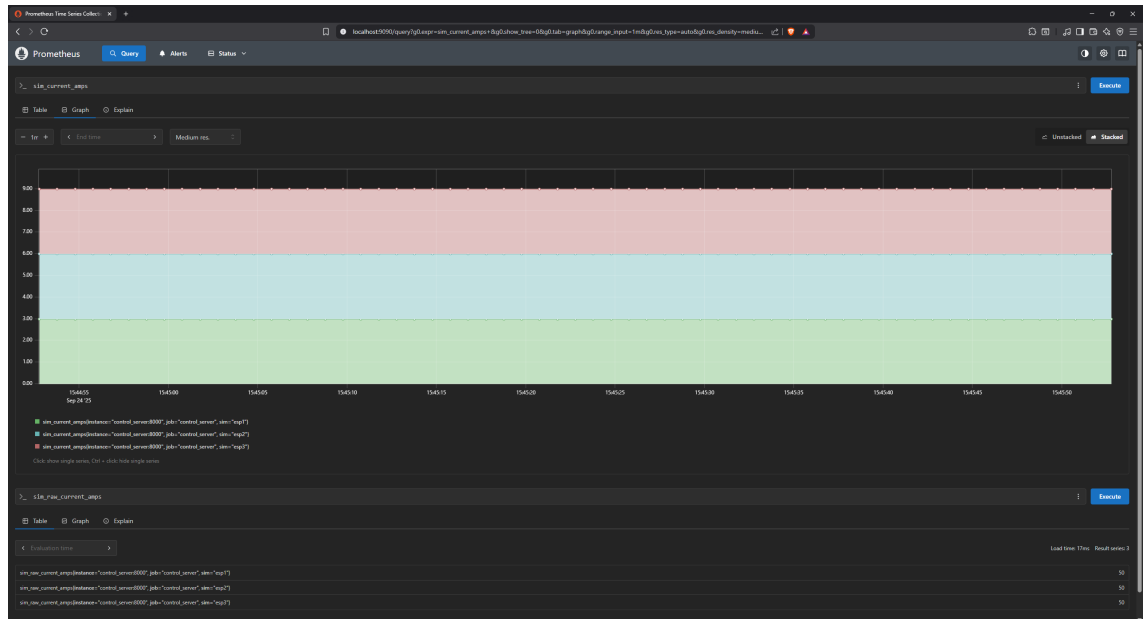 Prometheus Time Series Collecti
localhost:9090/query?g0.expr=sim_current_amps+&g0.show_tree=0&g0.tab=graph&g0.range_input=1m&g0.res_type=auto&g0.res_density=mediu...
Prometheus Query Alerts Status
>_ sim_current_amps Execute
Table Graph Explain
− 1m + End time Medium res. Unstacked Stacked
9.00
8.00
7.00
6.00
5.00
4.00
3.00
2.00
1.00
0.00
15:44:55 15:45:00 15:45:05 15:45:10 15:45:15 15:45:20 15:45:25 15:45:30 15:45:35 15:45:40 15:45:45 15:45:50
Sep 24 '25
sim_current_amps{instance="control_server:8000", job="control_server", sim="esp1"}
sim_current_amps{instance="control_server:8000", job="control_server", sim="esp2"}
sim_current_amps{instance="control_server:8000", job="control_server", sim="esp3"}
Click: show single series, Ctrl + click: hide single series
>_ sim_raw_current_amps Execute
Table Graph Explain
Evaluation time Load time: 17ms Result series: 3
sim_raw_current_amps{instance="control_server:8000", job="control_server", sim="esp1"} 50
sim_raw_current_amps{instance="control_server:8000", job="control_server", sim="esp2"} 50
sim_raw_current_amps{instance="control_server:8000", job="control_server", sim="esp3"} 50